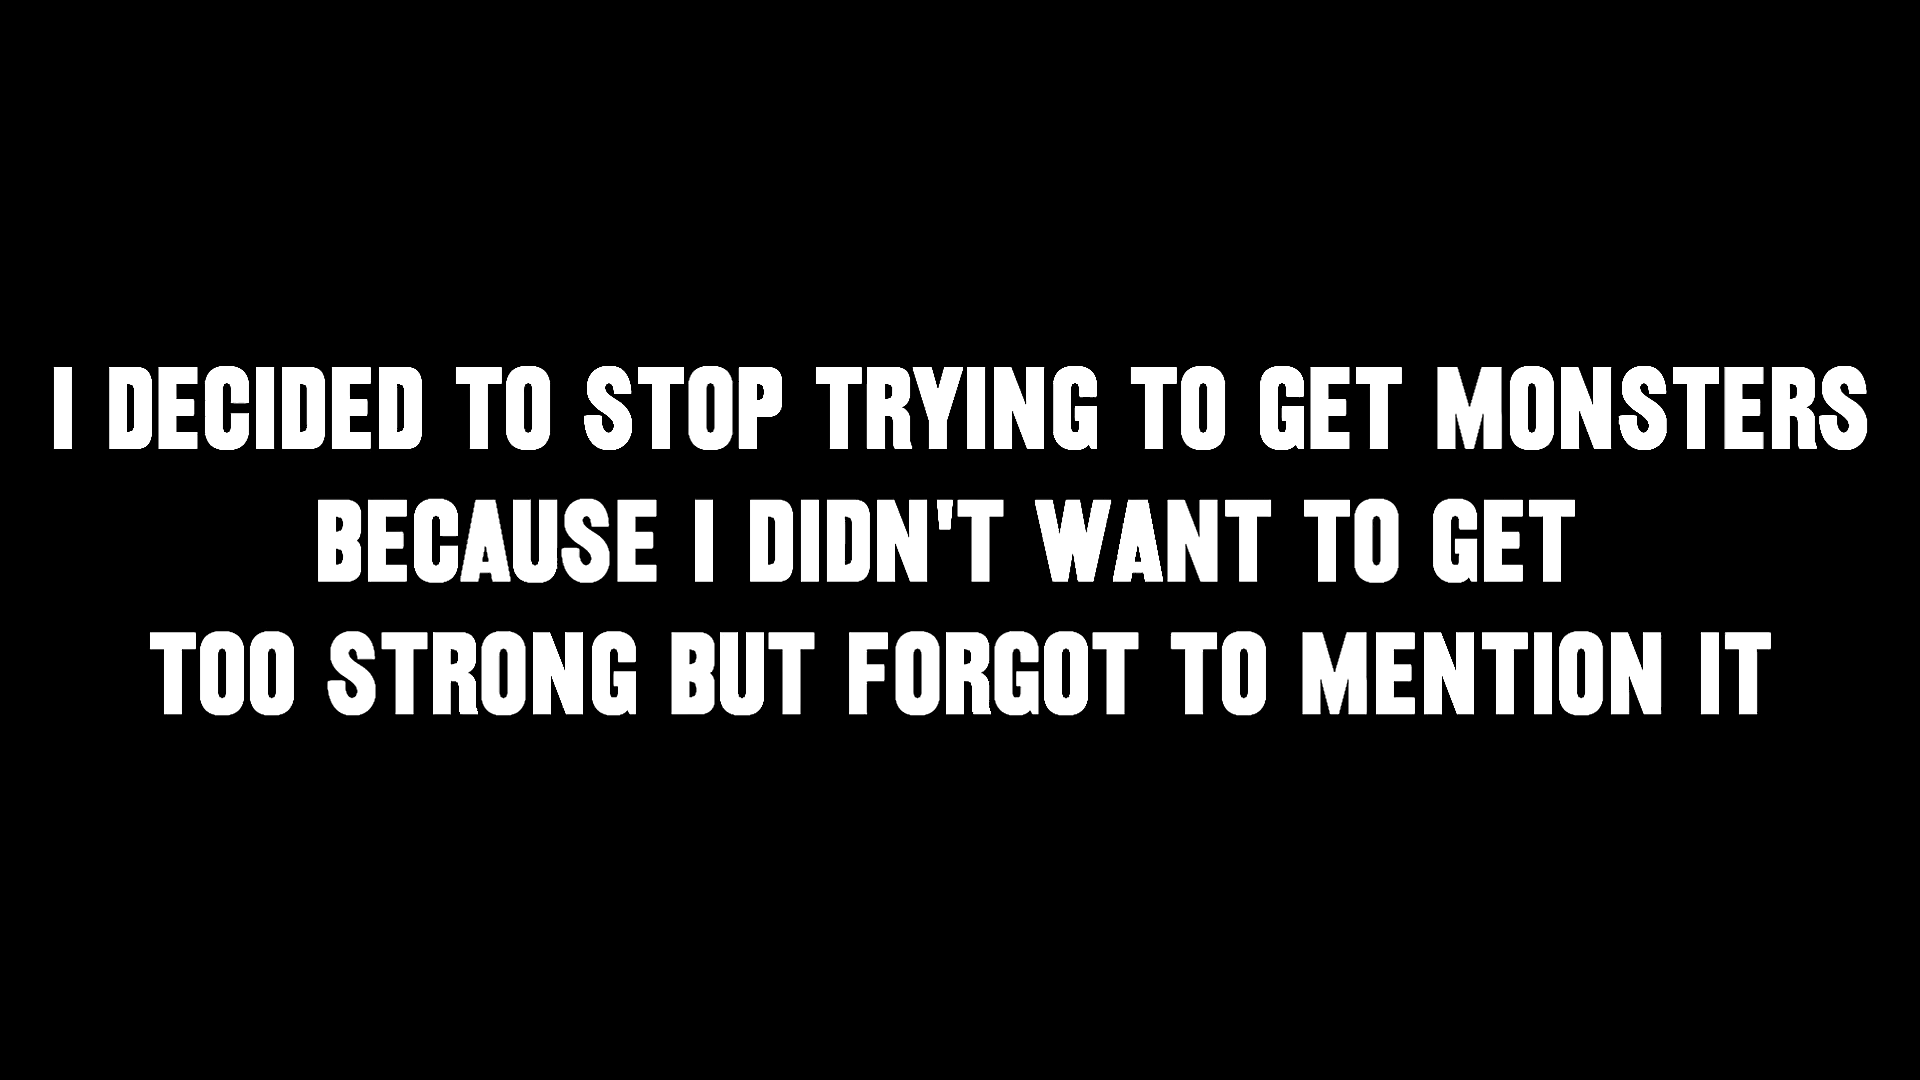 I DECIDED TO STOP TRYING TO GET MONSTERS
BECAUSE I DIDN'T WANT TO GET
TOO STRONG BUT FORGOT TO MENTION IT